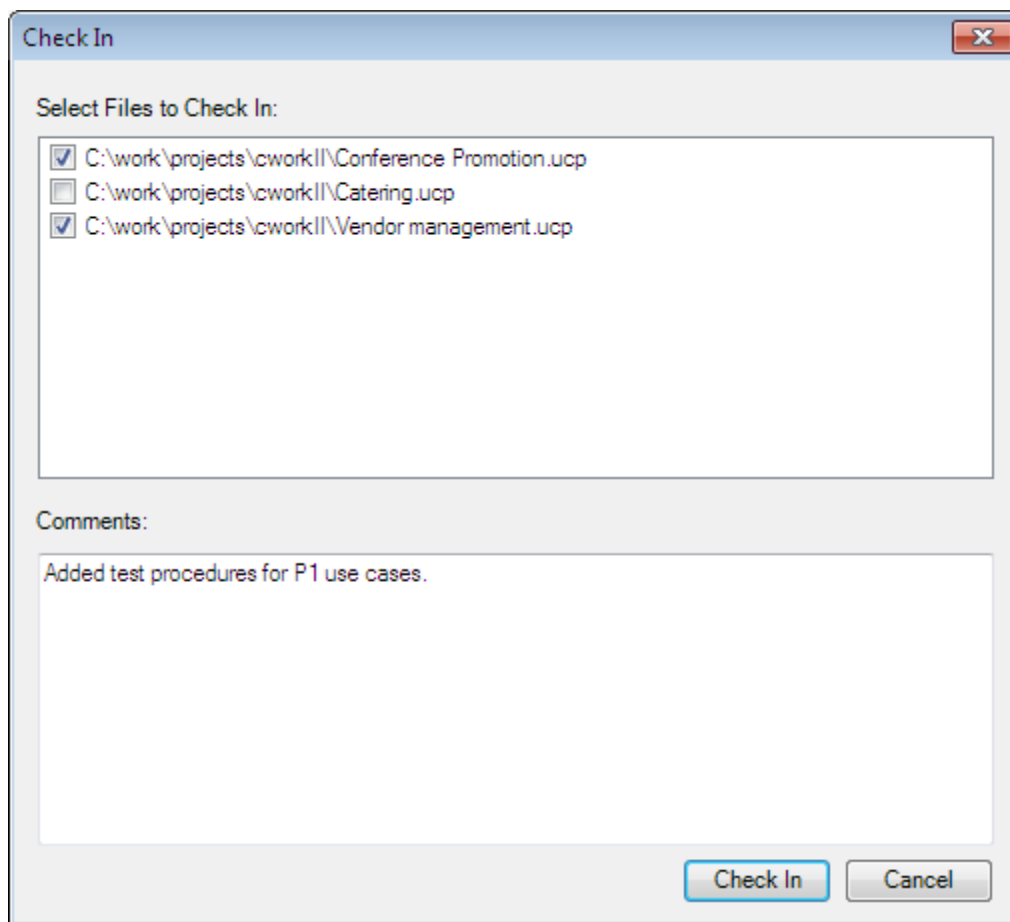 Check In
Select Files to Check In:
C:\work\projects\cworkII\Conference Promotion.ucp
C:\work\projects\cworkII\Catering.ucp
C:\work\projects\cworkII\Vendor management.ucp
Comments:
Added test procedures for P1 use cases.
Check In Cancel